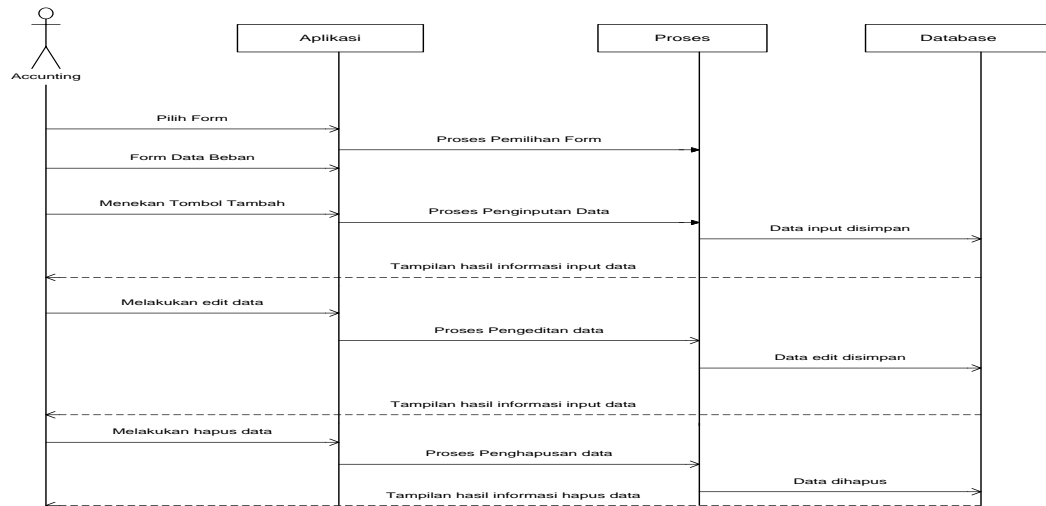 Aplikasi
Proses
Database
Accunting
Pilih Form
Proses Pemilihan Form
Form Data Beban
Menekan Tombol Tambah
Proses Penginputan Data
Data input disimpan
Tampilan hasil informasi input data
Melakukan edit data
Proses Pengeditan data
Data edit disimpan
Tampilan hasil informasi input data
Melakukan hapus data
Proses Penghapusan data
Data dihapus
Tampilan hasil informasi hapus data